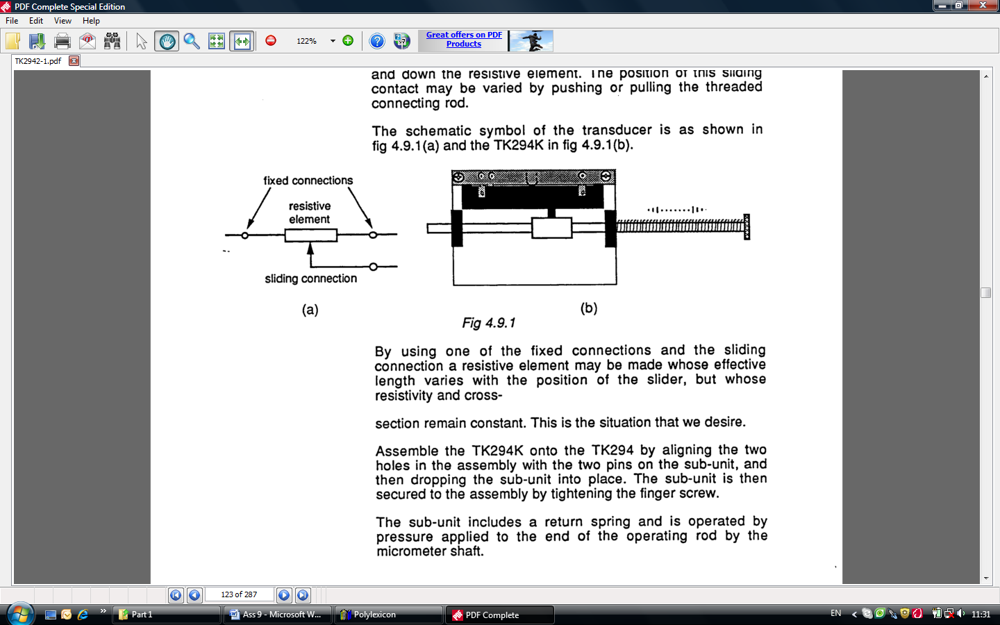 PDF Complete Special Edition
File Edit View Help
122%
Great offers on PDF
Products
TK2942-1.pdf
and down the resistive element. The position of this sliding
contact may be varied by pushing or pulling the threaded
connecting rod.
The schematic symbol of the transducer is as shown in
fig 4.9.1(a) and the TK294K in fig 4.9.1(b).
fixed connections
resistive
element
sliding connection
(a)
(b)
Fig 4.9.1
By using one of the fixed connections and the sliding
connection a resistive element may be made whose effective
length varies with the position of the slider, but whose
resistivity and cross-
section remain constant. This is the situation that we desire.
Assemble the TK294K onto the TK294 by aligning the two
holes in the assembly with the two pins on the sub-unit, and
then dropping the sub-unit into place. The sub-unit is then
secured to the assembly by tightening the finger screw.
The sub-unit includes a return spring and is operated by
pressure applied to the end of the operating rod by the
micrometer shaft.
123 of 287
Part 1
Ass 9 - Microsoft W...
Polylexicon
PDF Complete
EN
11:31